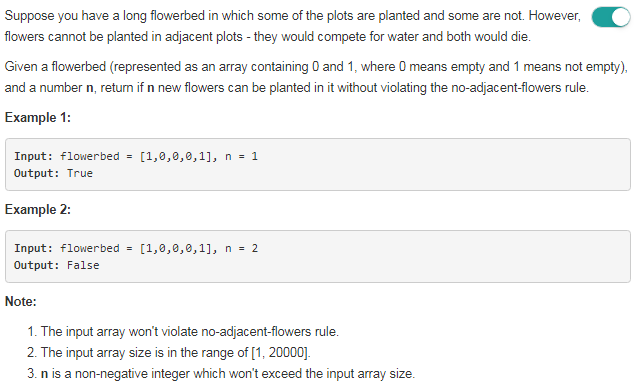 Suppose you have a long flowerbed in which some of the plots are planted and some are not. However,
flowers cannot be planted in adjacent plots - they would compete for water and both would die.
Given a flowerbed (represented as an array containing 0 and 1, where 0 means empty and 1 means not empty),
and a number n, return if n new flowers can be planted in it without violating the no-adjacent-flowers rule.
Example 1:
Input: flowerbed = [1,0,0,0,1], n = 1
Output: True
Example 2:
Input: flowerbed = [1,0,0,0,1], n = 2
Output: False
Note:
1. The input array won't violate no-adjacent-flowers rule.
2. The input array size is in the range of [1, 20000].
3. n is a non-negative integer which won't exceed the input array size.